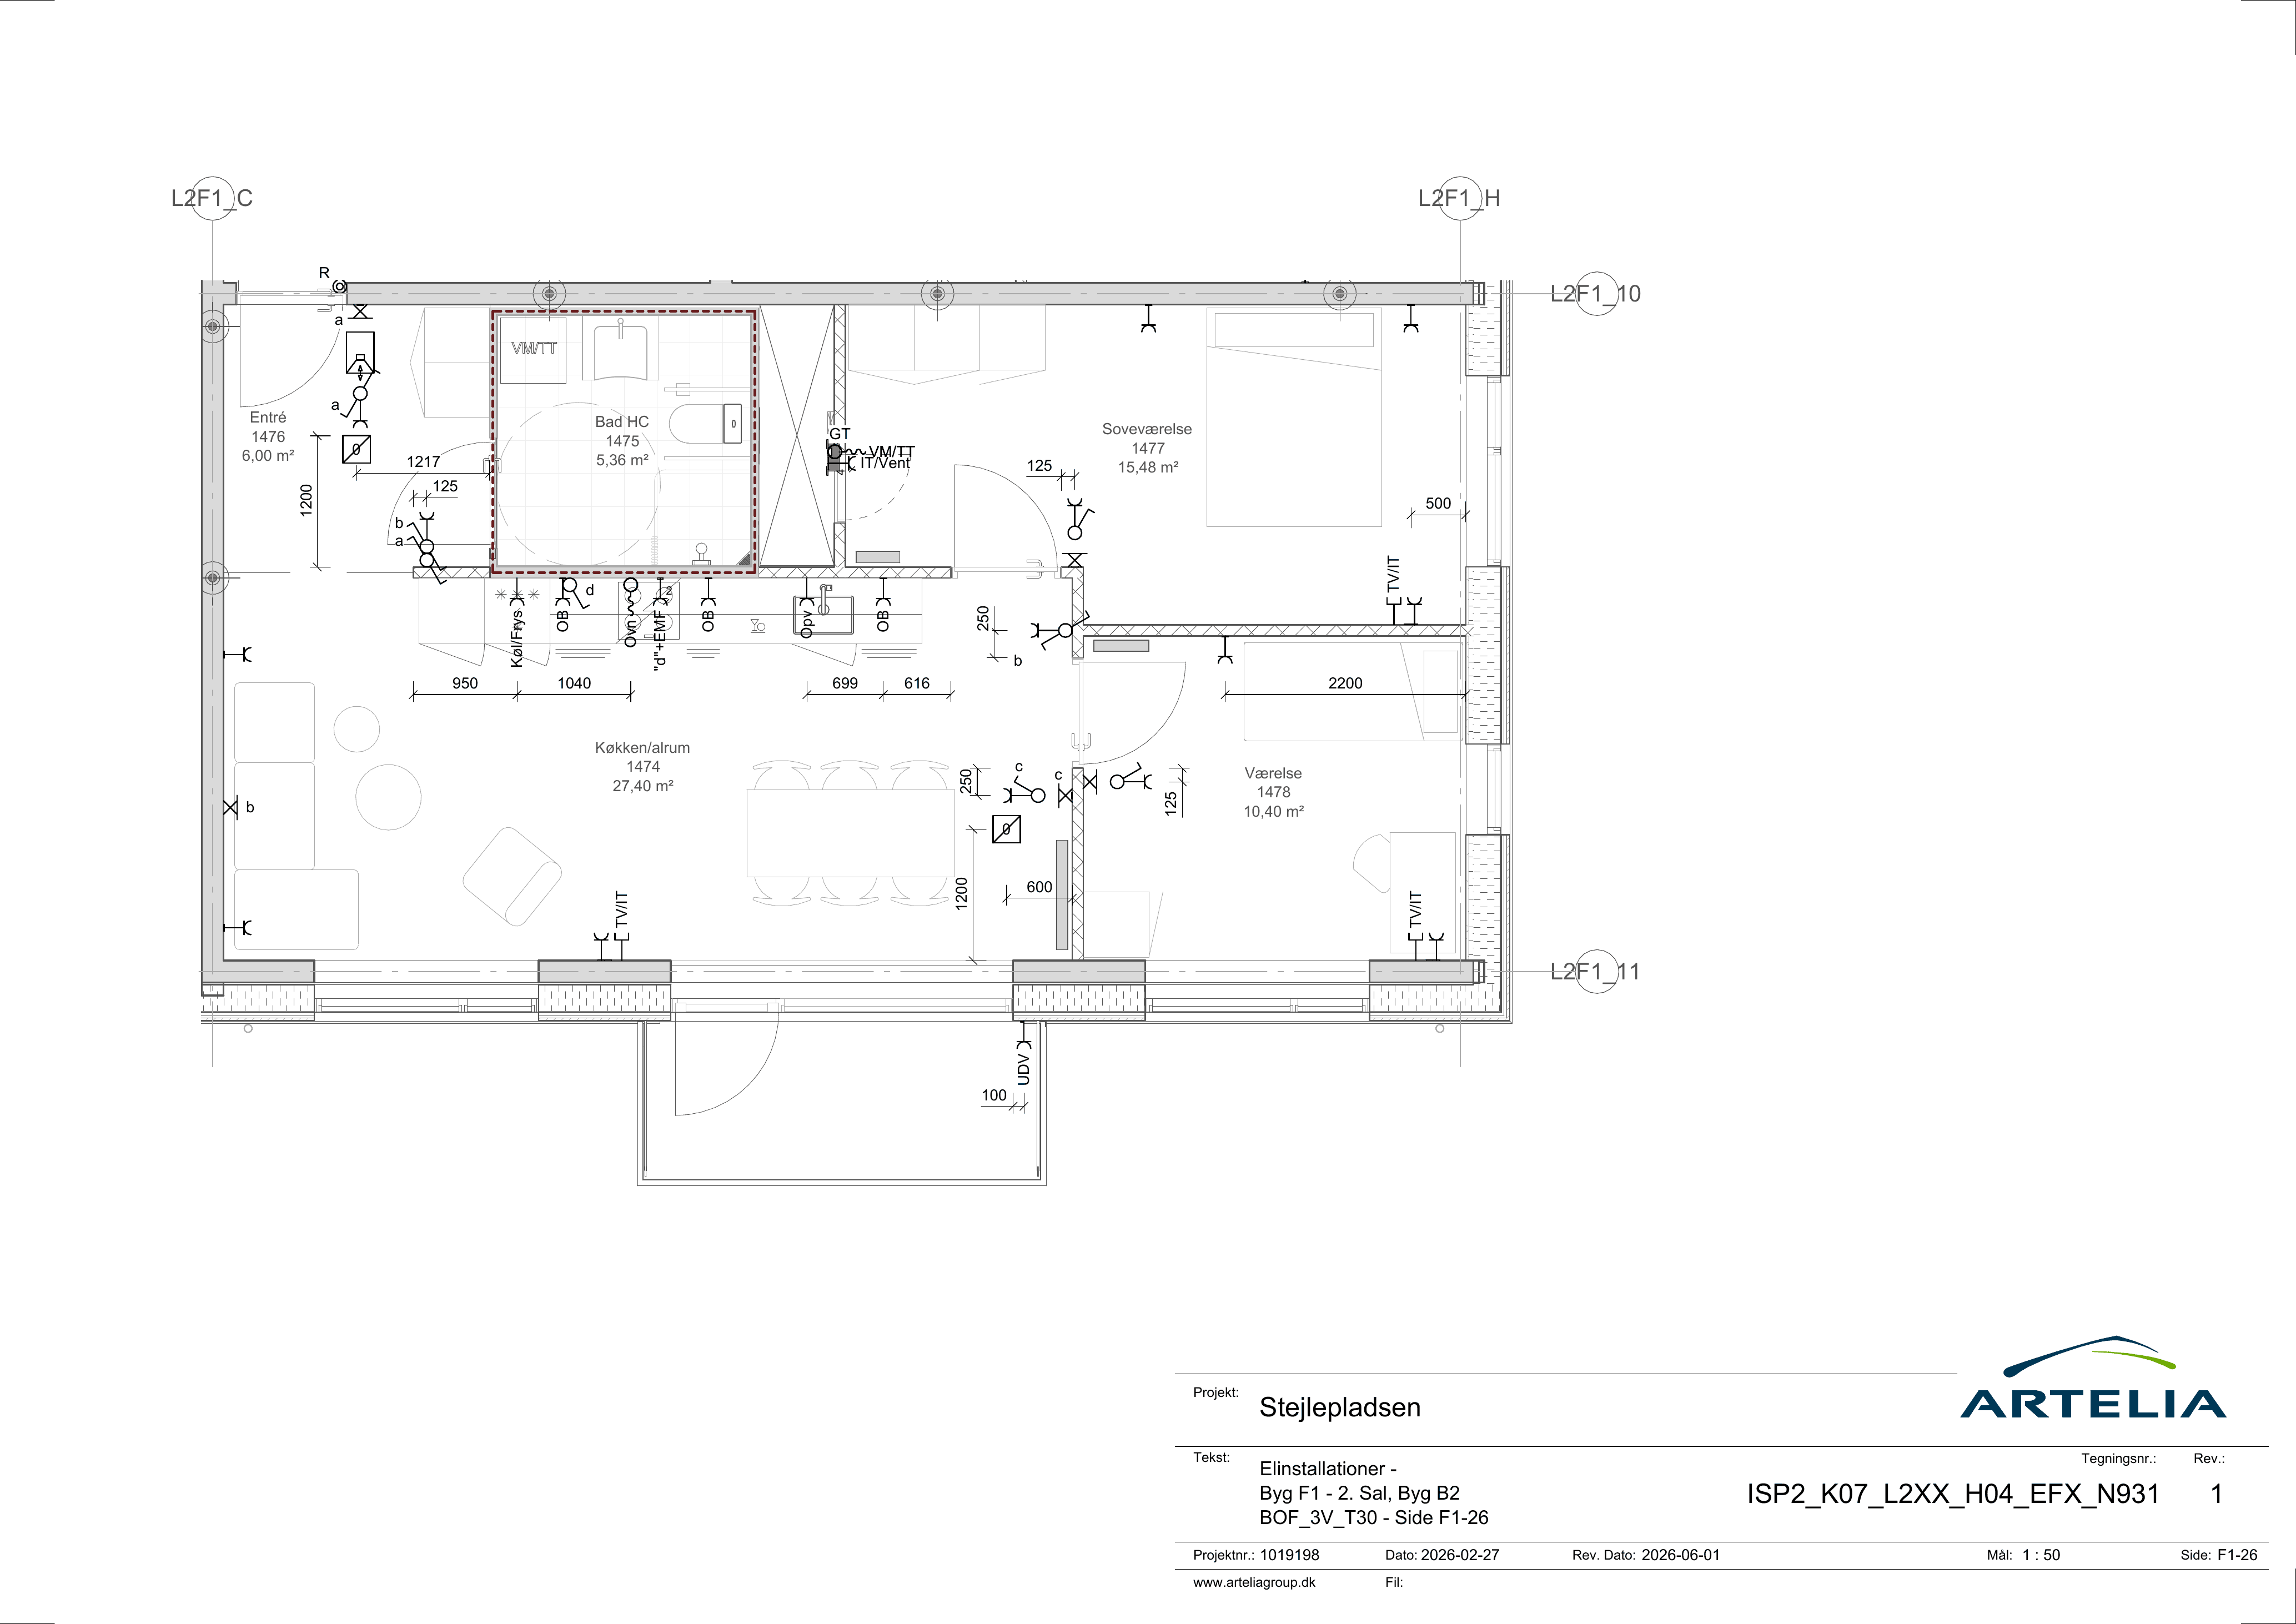 L2F1_C
L2F1_H
R
L2F1_10
a
VM/TT
a
Entré
1476
6,00 m²
Bad HC
1475
5,36 m²
GT
VM/TT
IT/Vent
Soveværelse
1477
15,48 m²
0
1217
125
125
1200
500
b
a
TV/IT
d
2
Køl/Frys
OB
Ovn
"d"+EMF
OB
Opv
OB
250
b
950
1040
699
616
2200
Køkken/alrum
1474
27,40 m²
c
c
250
Værelse
1478
10,40 m²
125
b
0
1200
600
TV/IT
TV/IT
L2F1_11
UDV
100
Projekt:
Stejlepladsen
ARTELIA
Tekst:
Elinstallationer -
Byg F1 - 2. Sal, Byg B2
BOF_3V_T30 - Side F1-26
Tegningsnr.:
Rev.:
ISP2_K07_L2XX_H04_EFX_N931
1
Projektnr.: 1019198
Dato: 2026-02-27
Rev. Dato: 2026-06-01
Mål: 1 : 50
Side: F1-26
www.arteliagroup.dk
Fil: